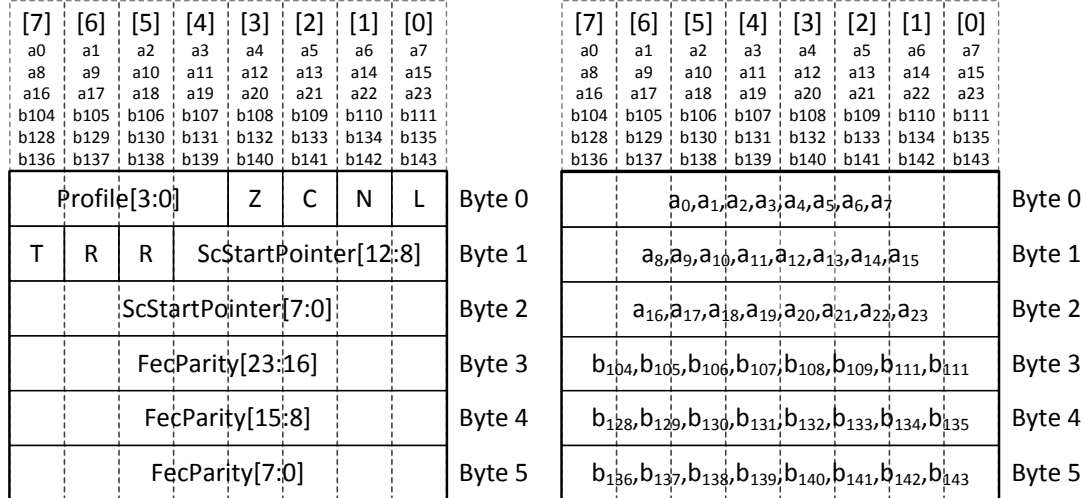 [7] [6] [5] [4] [3] [2] [1] [0]
a0 a1 a2 a3 a4 a5 a6 a7
a8 a9 a10 a11 a12 a13 a14 a15
a16 a17 a18 a19 a20 a21 a22 a23
b104 b105 b106 b107 b108 b109 b110 b111
b128 b129 b130 b131 b132 b133 b134 b135
b136 b137 b138 b139 b140 b141 b142 b143
Profile[3:0] Z C N L Byte 0
T R R ScStartPointer[12:8] Byte 1
ScStartPointer[7:0] Byte 2
FecParity[23:16] Byte 3
FecParity[15:8] Byte 4
FecParity[7:0] Byte 5
[7] [6] [5] [4] [3] [2] [1] [0]
a0 a1 a2 a3 a4 a5 a6 a7
a8 a9 a10 a11 a12 a13 a14 a15
a16 a17 a18 a19 a20 a21 a22 a23
b104 b105 b106 b107 b108 b109 b110 b111
b128 b129 b130 b131 b132 b133 b134 b135
b136 b137 b138 b139 b140 b141 b142 b143
a0,a1,a2,a3,a4,a5,a6,a7 Byte 0
a8,a9,a10,a11,a12,a13,a14,a15 Byte 1
a16,a17,a18,a19,a20,a21,a22,a23 Byte 2
b104,b105,b106,b107,b108,b109,b111,b111 Byte 3
b128,b129,b130,b131,b132,b133,b134,b135 Byte 4
b136,b137,b138,b139,b140,b141,b142,b143 Byte 5